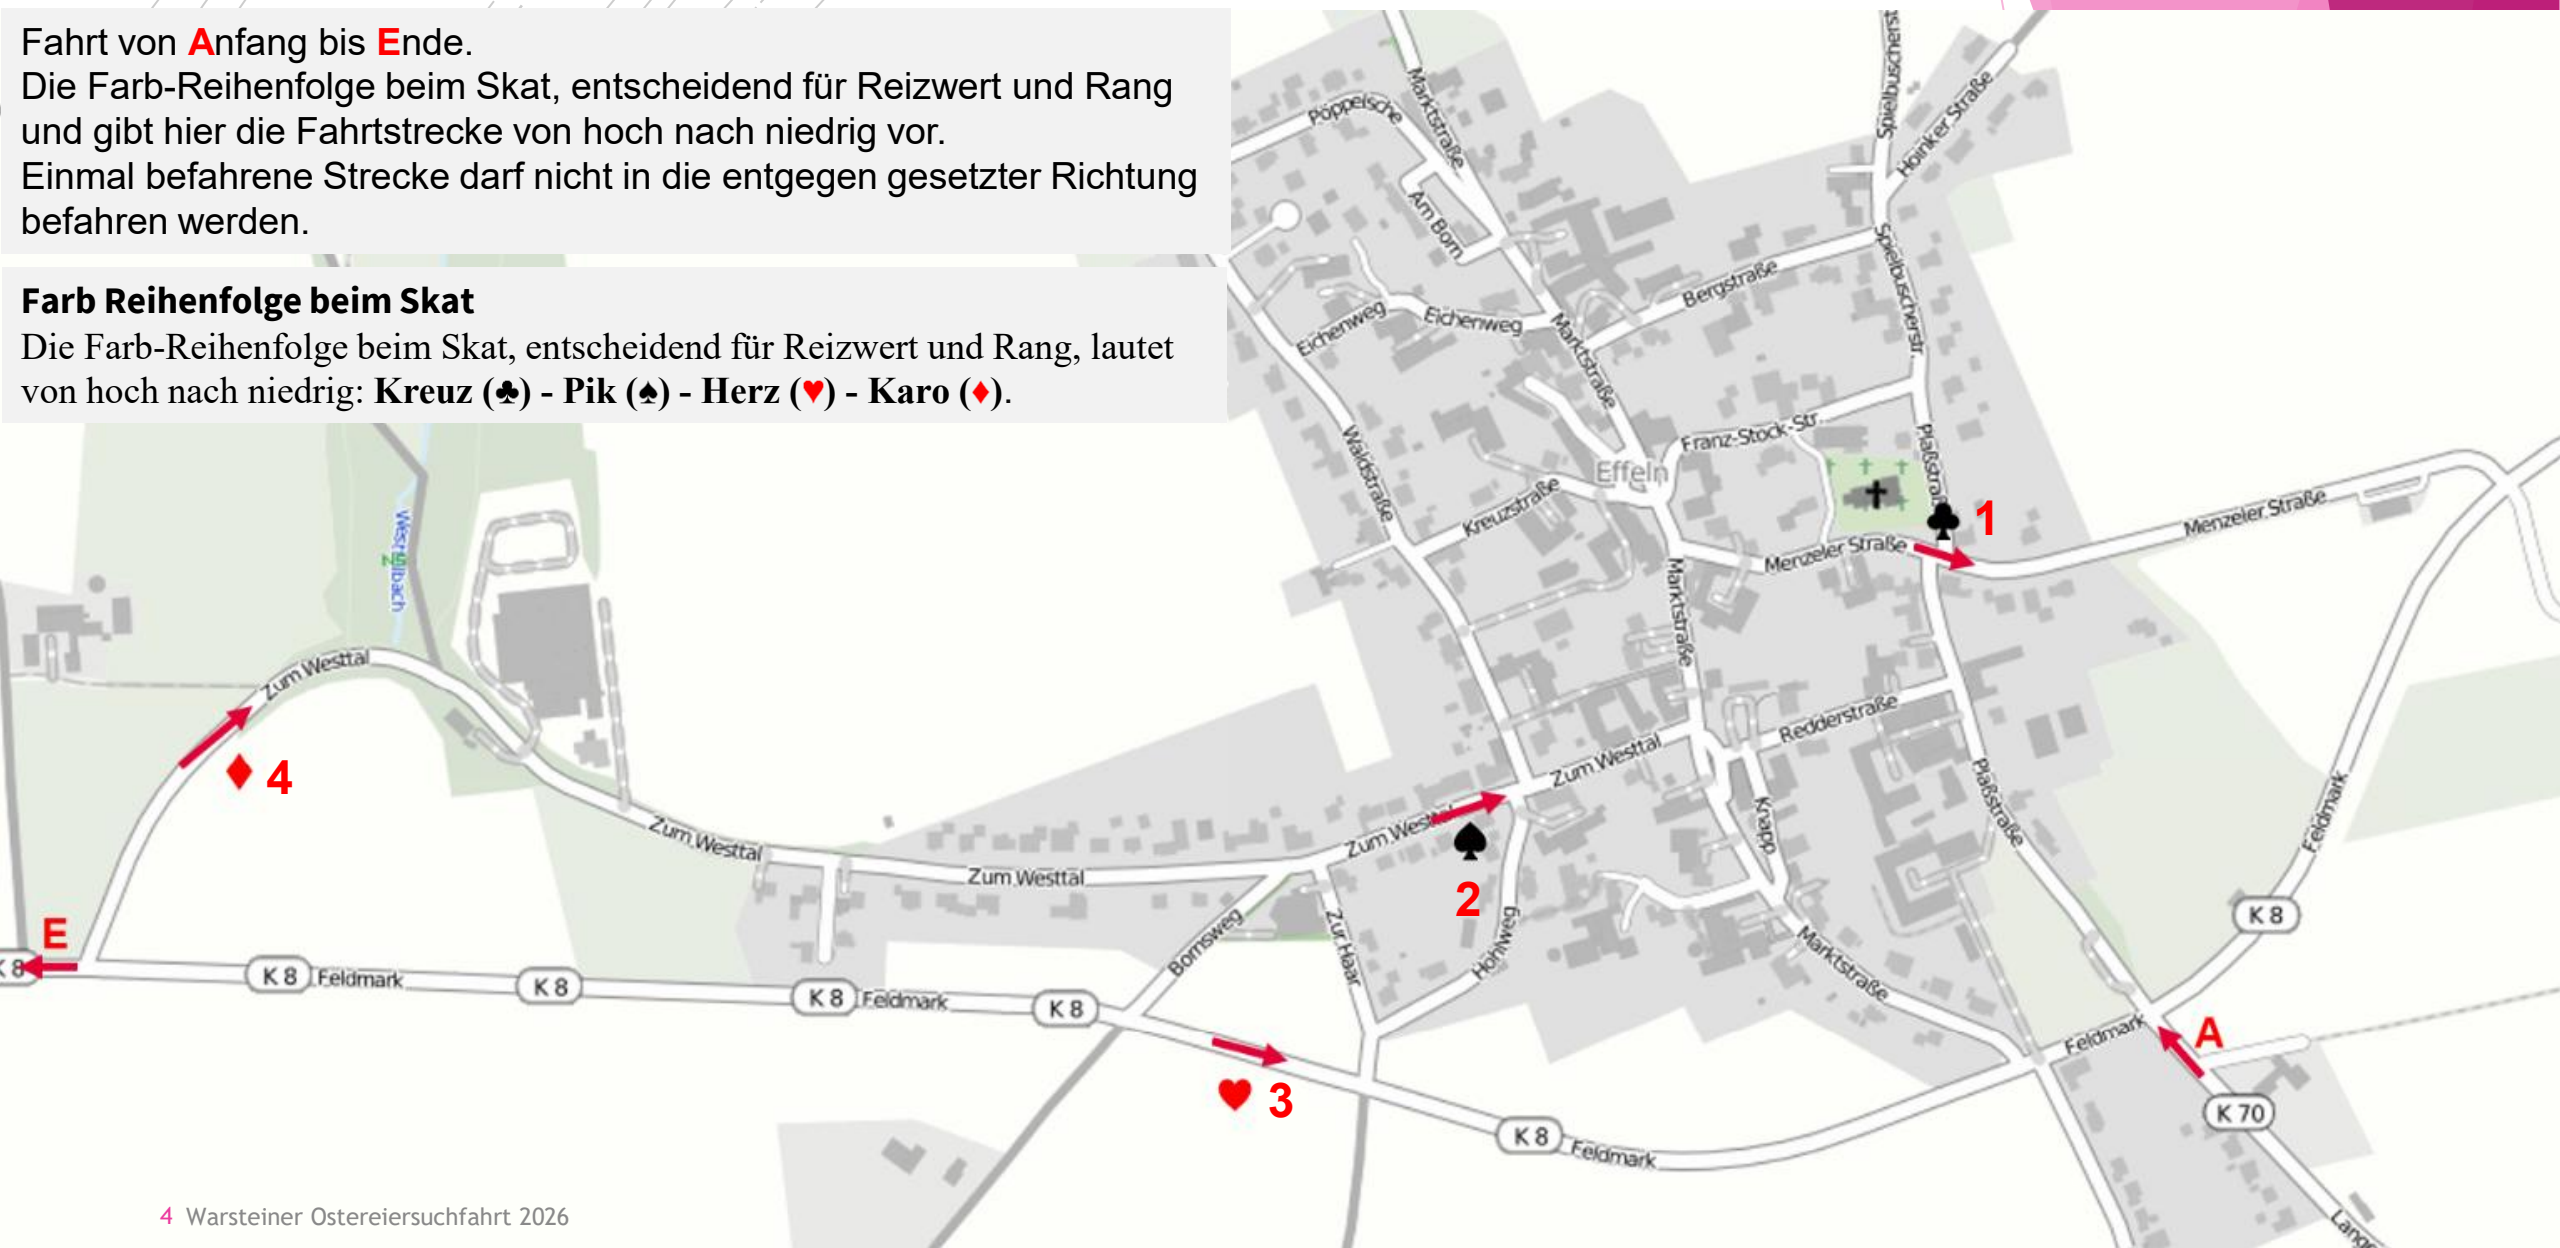 Fahrt von Anfang bis Ende.
Die Farb-Reihenfolge beim Skat, entscheidend für Reizwert und Rang
und gibt hier die Fahrtstrecke von hoch nach niedrig vor.
Einmal befahrene Strecke darf nicht in die entgegen gesetzter Richtung
befahren werden.
Farb Reihenfolge beim Skat
Die Farb-Reihenfolge beim Skat, entscheidend für Reizwert und Rang, lautet
von hoch nach niedrig: Kreuz (♣) - Pik (♠) - Herz (♥) - Karo (♦).
Marktstraße
Poppelsche
Am Born
Spielbuscherst
Hoinker Straße
Spielbuscherstr.
Bergstraße
Eichenweg
Eichenweg
Marktstraße
Waldstraße
Kreuzstraße
Effeln
Franz-Stock-Str.
Plaßstraß
1
Menzeler Straße
Menzeler Straße
Marktstraße
Redderstraße
Plaßstraße
Zum Westtal
Knapp
Feldmark
K 8
Zum Westtal
4
Zum Westtal
Zum Westtal
Zum Westtal
2
Bornsweg
Zur Haar
Hohlweg
Marktstraße
E
K 8
K 8
Feldmark
K 8
K 8
Feldmark
K 8
3
K 8
Feldmark
Feldmark
A
K 70
Lange
4 Warsteiner Ostereiersuchfahrt 2026